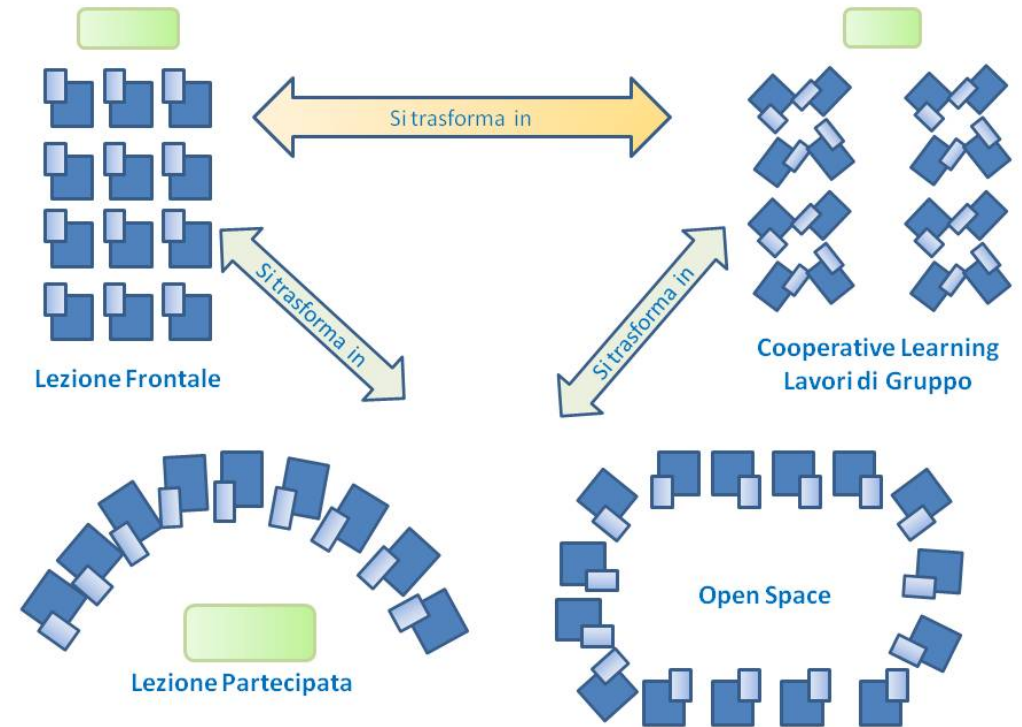 Si trasforma in
Si trasforma in
Si trasforma in
Lezione Frontale
Cooperative Learning
Lavori di Gruppo
Open Space
Lezione Partecipata